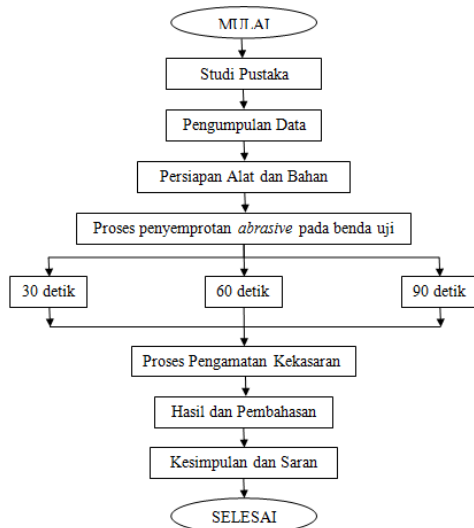 MULAI
Studi Pustaka
Pengumpulan Data
Persiapan Alat dan Bahan
Proses penyemprotan abrasive pada benda uji
30 detik
60 detik
90 detik
Proses Pengamatan Kekasaran
Hasil dan Pembahasan
Kesimpulan dan Saran
SELESAI